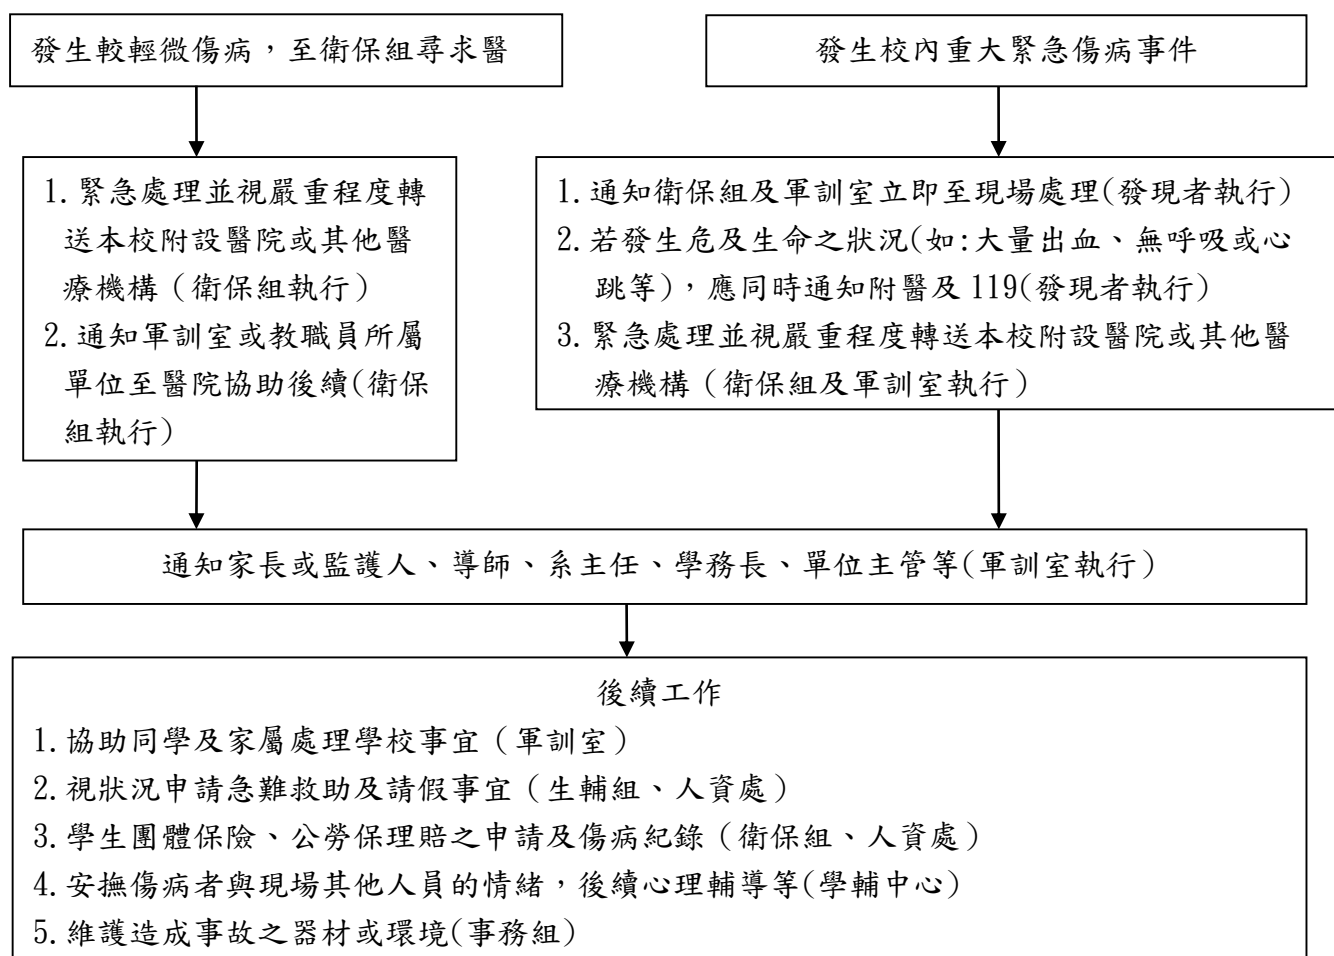 發生較輕微傷病，至衛保組尋求醫
發生校內重大緊急傷病事件
1.緊急處理並視嚴重程度轉
送本校附設醫院或其他醫
療機構（衛保組執行）
2.通知軍訓室或教職員所屬
單位至醫院協助後續(衛保
組執行)
1.通知衛保組及軍訓室立即至現場處理(發現者執行)
2.若發生危及生命之狀況(如:大量出血、無呼吸或心
跳等)，應同時通知附醫及 119(發現者執行)
3.緊急處理並視嚴重程度轉送本校附設醫院或其他醫
療機構（衛保組及軍訓室執行）
通知家長或監護人、導師、系主任、學務長、單位主管等(軍訓室執行)
後續工作
1.協助同學及家屬處理學校事宜（軍訓室）
2.視狀況申請急難救助及請假事宜（生輔組、人資處）
3.學生團體保險、公勞保理賠之申請及傷病紀錄（衛保組、人資處）
4.安撫傷病者與現場其他人員的情緒，後續心理輔導等(學輔中心)
5.維護造成事故之器材或環境(事務組)